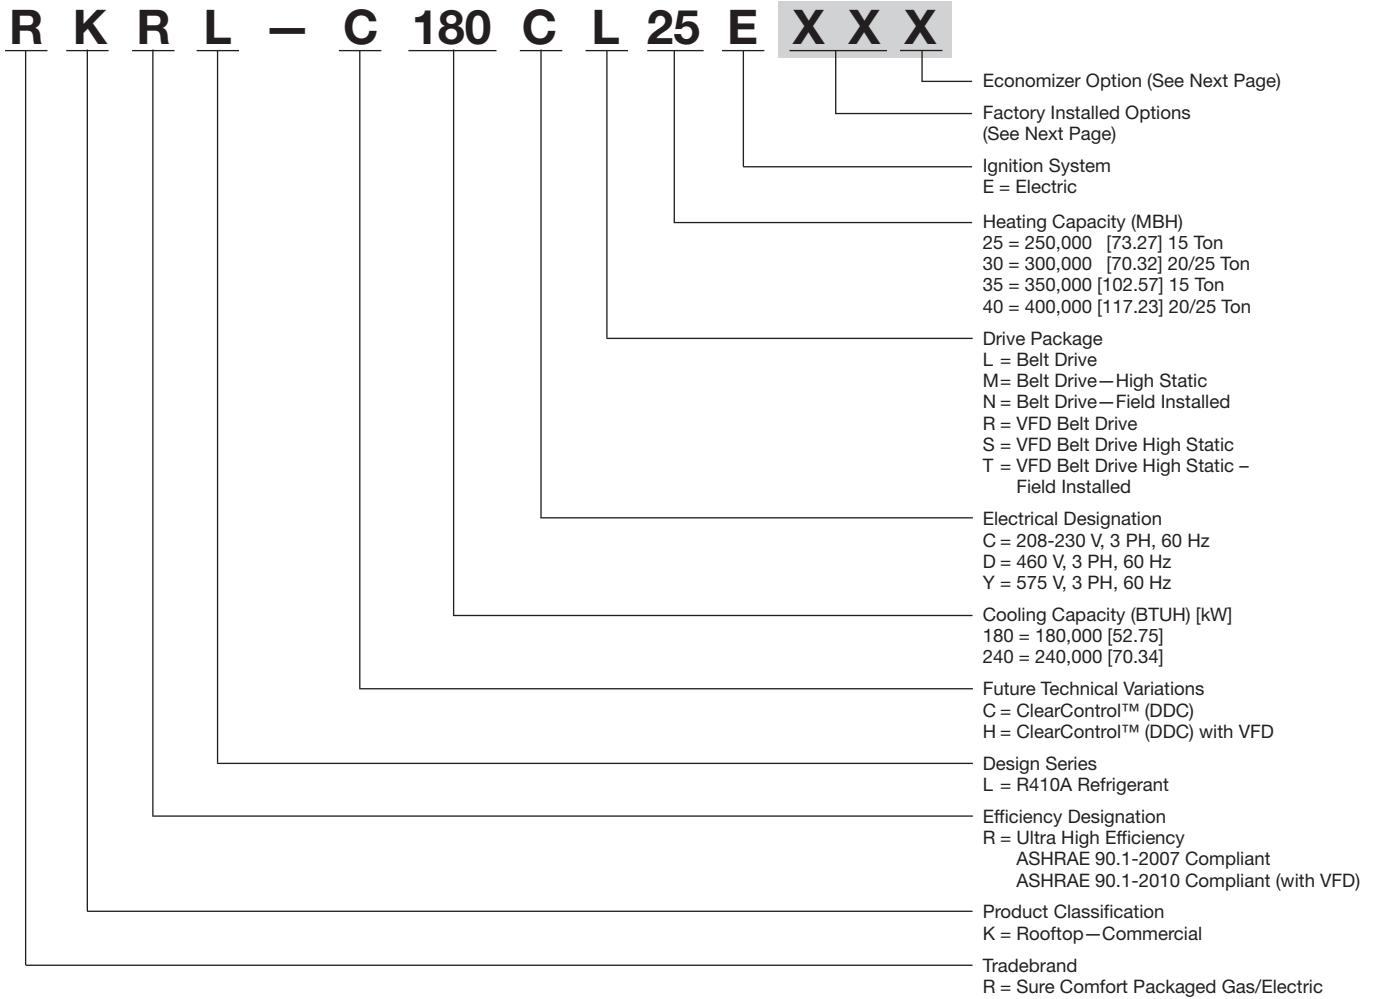 R K R L — C 180 C L 25 E X X X
Economizer Option (See Next Page)
Factory Installed Options
(See Next Page)
Ignition System
E = Electric
Heating Capacity (MBH)
25 = 250,000 [73.27] 15 Ton
30 = 300,000 [70.32] 20/25 Ton
35 = 350,000 [102.57] 15 Ton
40 = 400,000 [117.23] 20/25 Ton
Drive Package
L = Belt Drive
M = Belt Drive—High Static
N = Belt Drive—Field Installed
R = VFD Belt Drive
S = VFD Belt Drive High Static
T = VFD Belt Drive High Static –
Field Installed
Electrical Designation
C = 208-230 V, 3 PH, 60 Hz
D = 460 V, 3 PH, 60 Hz
Y = 575 V, 3 PH, 60 Hz
Cooling Capacity (BTUH) [kW]
180 = 180,000 [52.75]
240 = 240,000 [70.34]
Future Technical Variations
C = ClearControl™ (DDC)
H = ClearControl™ (DDC) with VFD
Design Series
L = R410A Refrigerant
Efficiency Designation
R = Ultra High Efficiency
ASHRAE 90.1-2007 Compliant
ASHRAE 90.1-2010 Compliant (with VFD)
Product Classification
K = Rooftop—Commercial
Tradebrand
R = Sure Comfort Packaged Gas/Electric